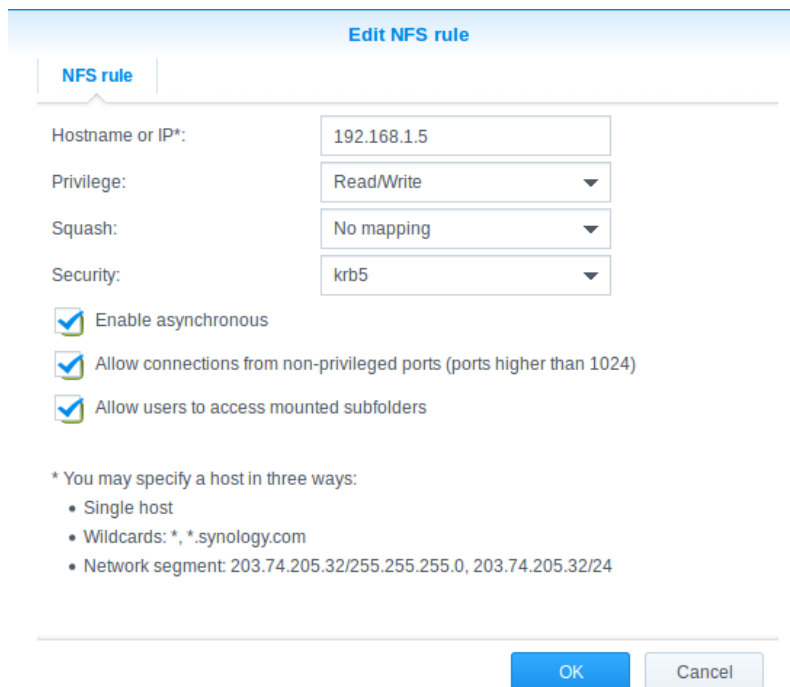 Edit NFS rule
NFS rule
Hostname or IP*: 192.168.1.5
Privilege: Read/Write
Squash: No mapping
Security: krb5
Enable asynchronous
Allow connections from non-privileged ports (ports higher than 1024)
Allow users to access mounted subfolders
* You may specify a host in three ways:
• Single host
• Wildcards: *, *.synology.com
• Network segment: 203.74.205.32/255.255.255.0, 203.74.205.32/24
OK Cancel